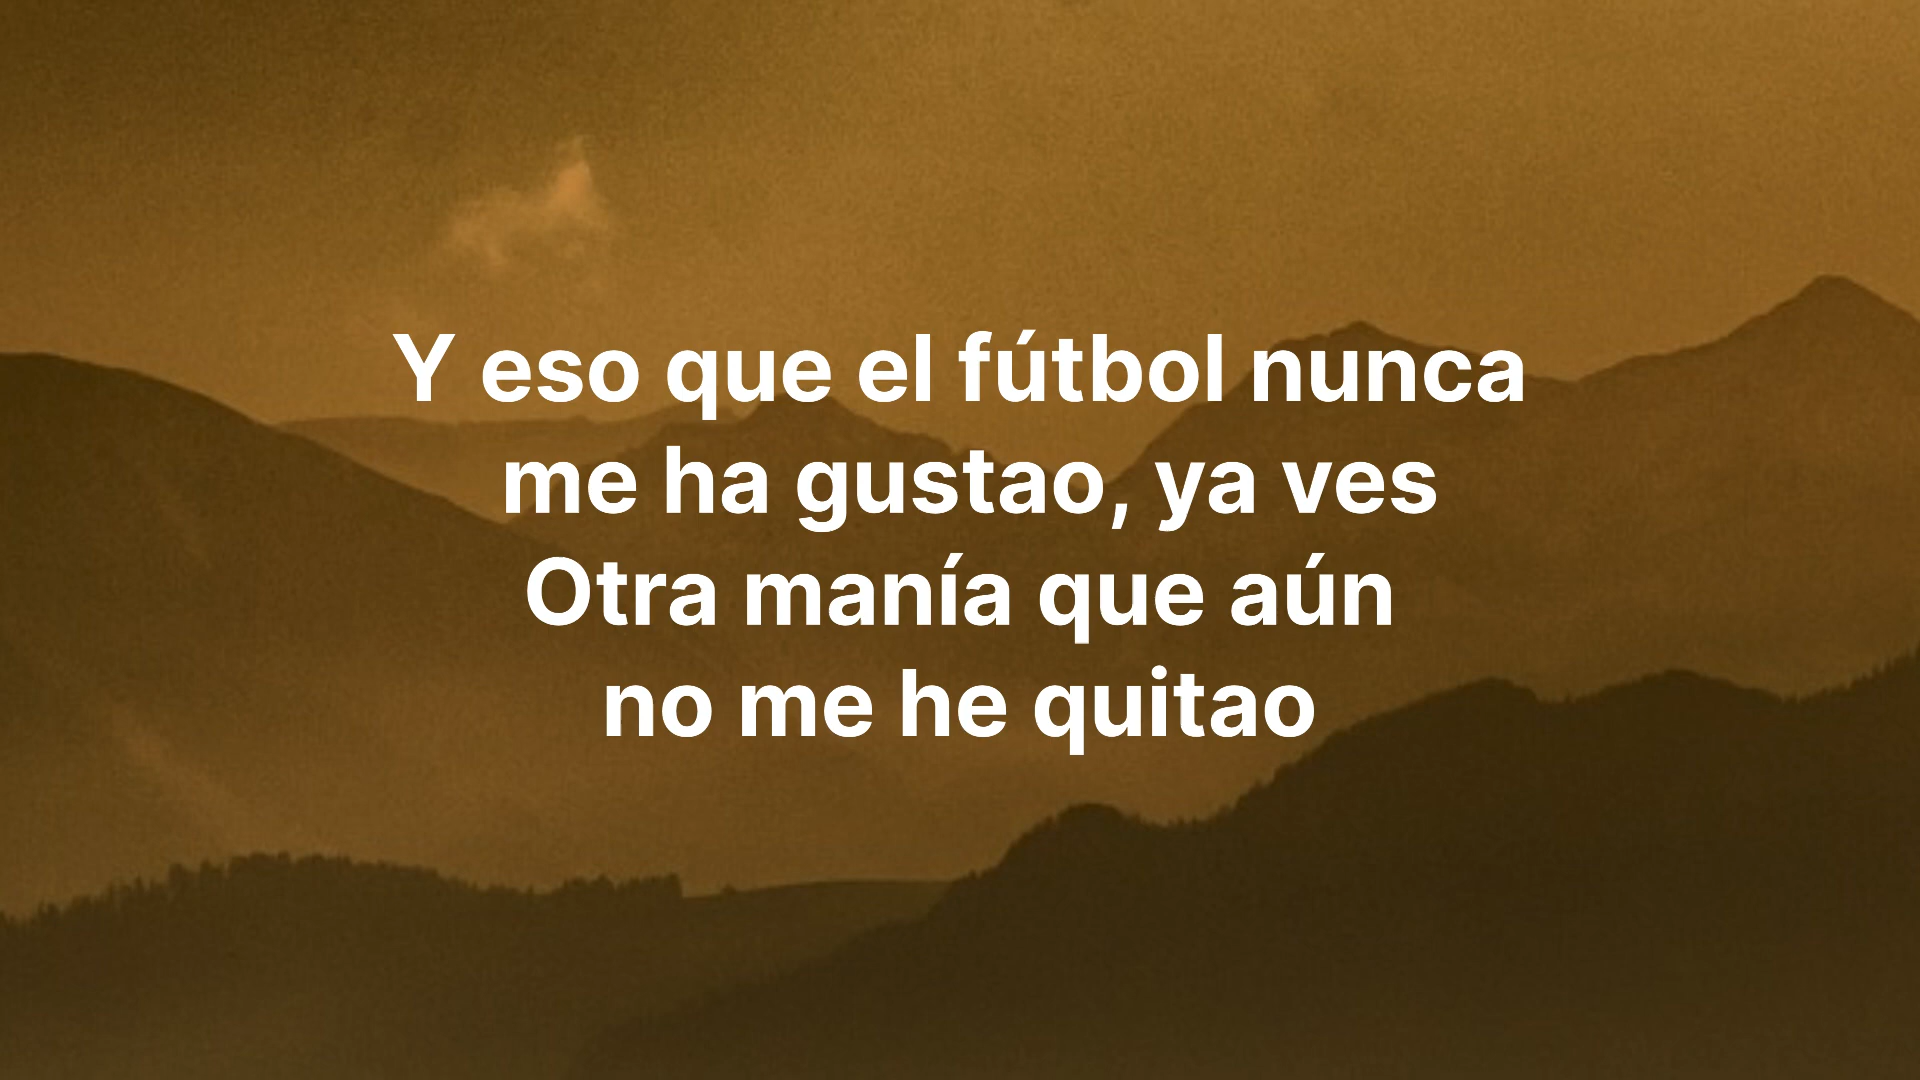 Y eso que el fútbol nunca
me ha gustao, ya ves
Otra manía que aún
no me he quitao